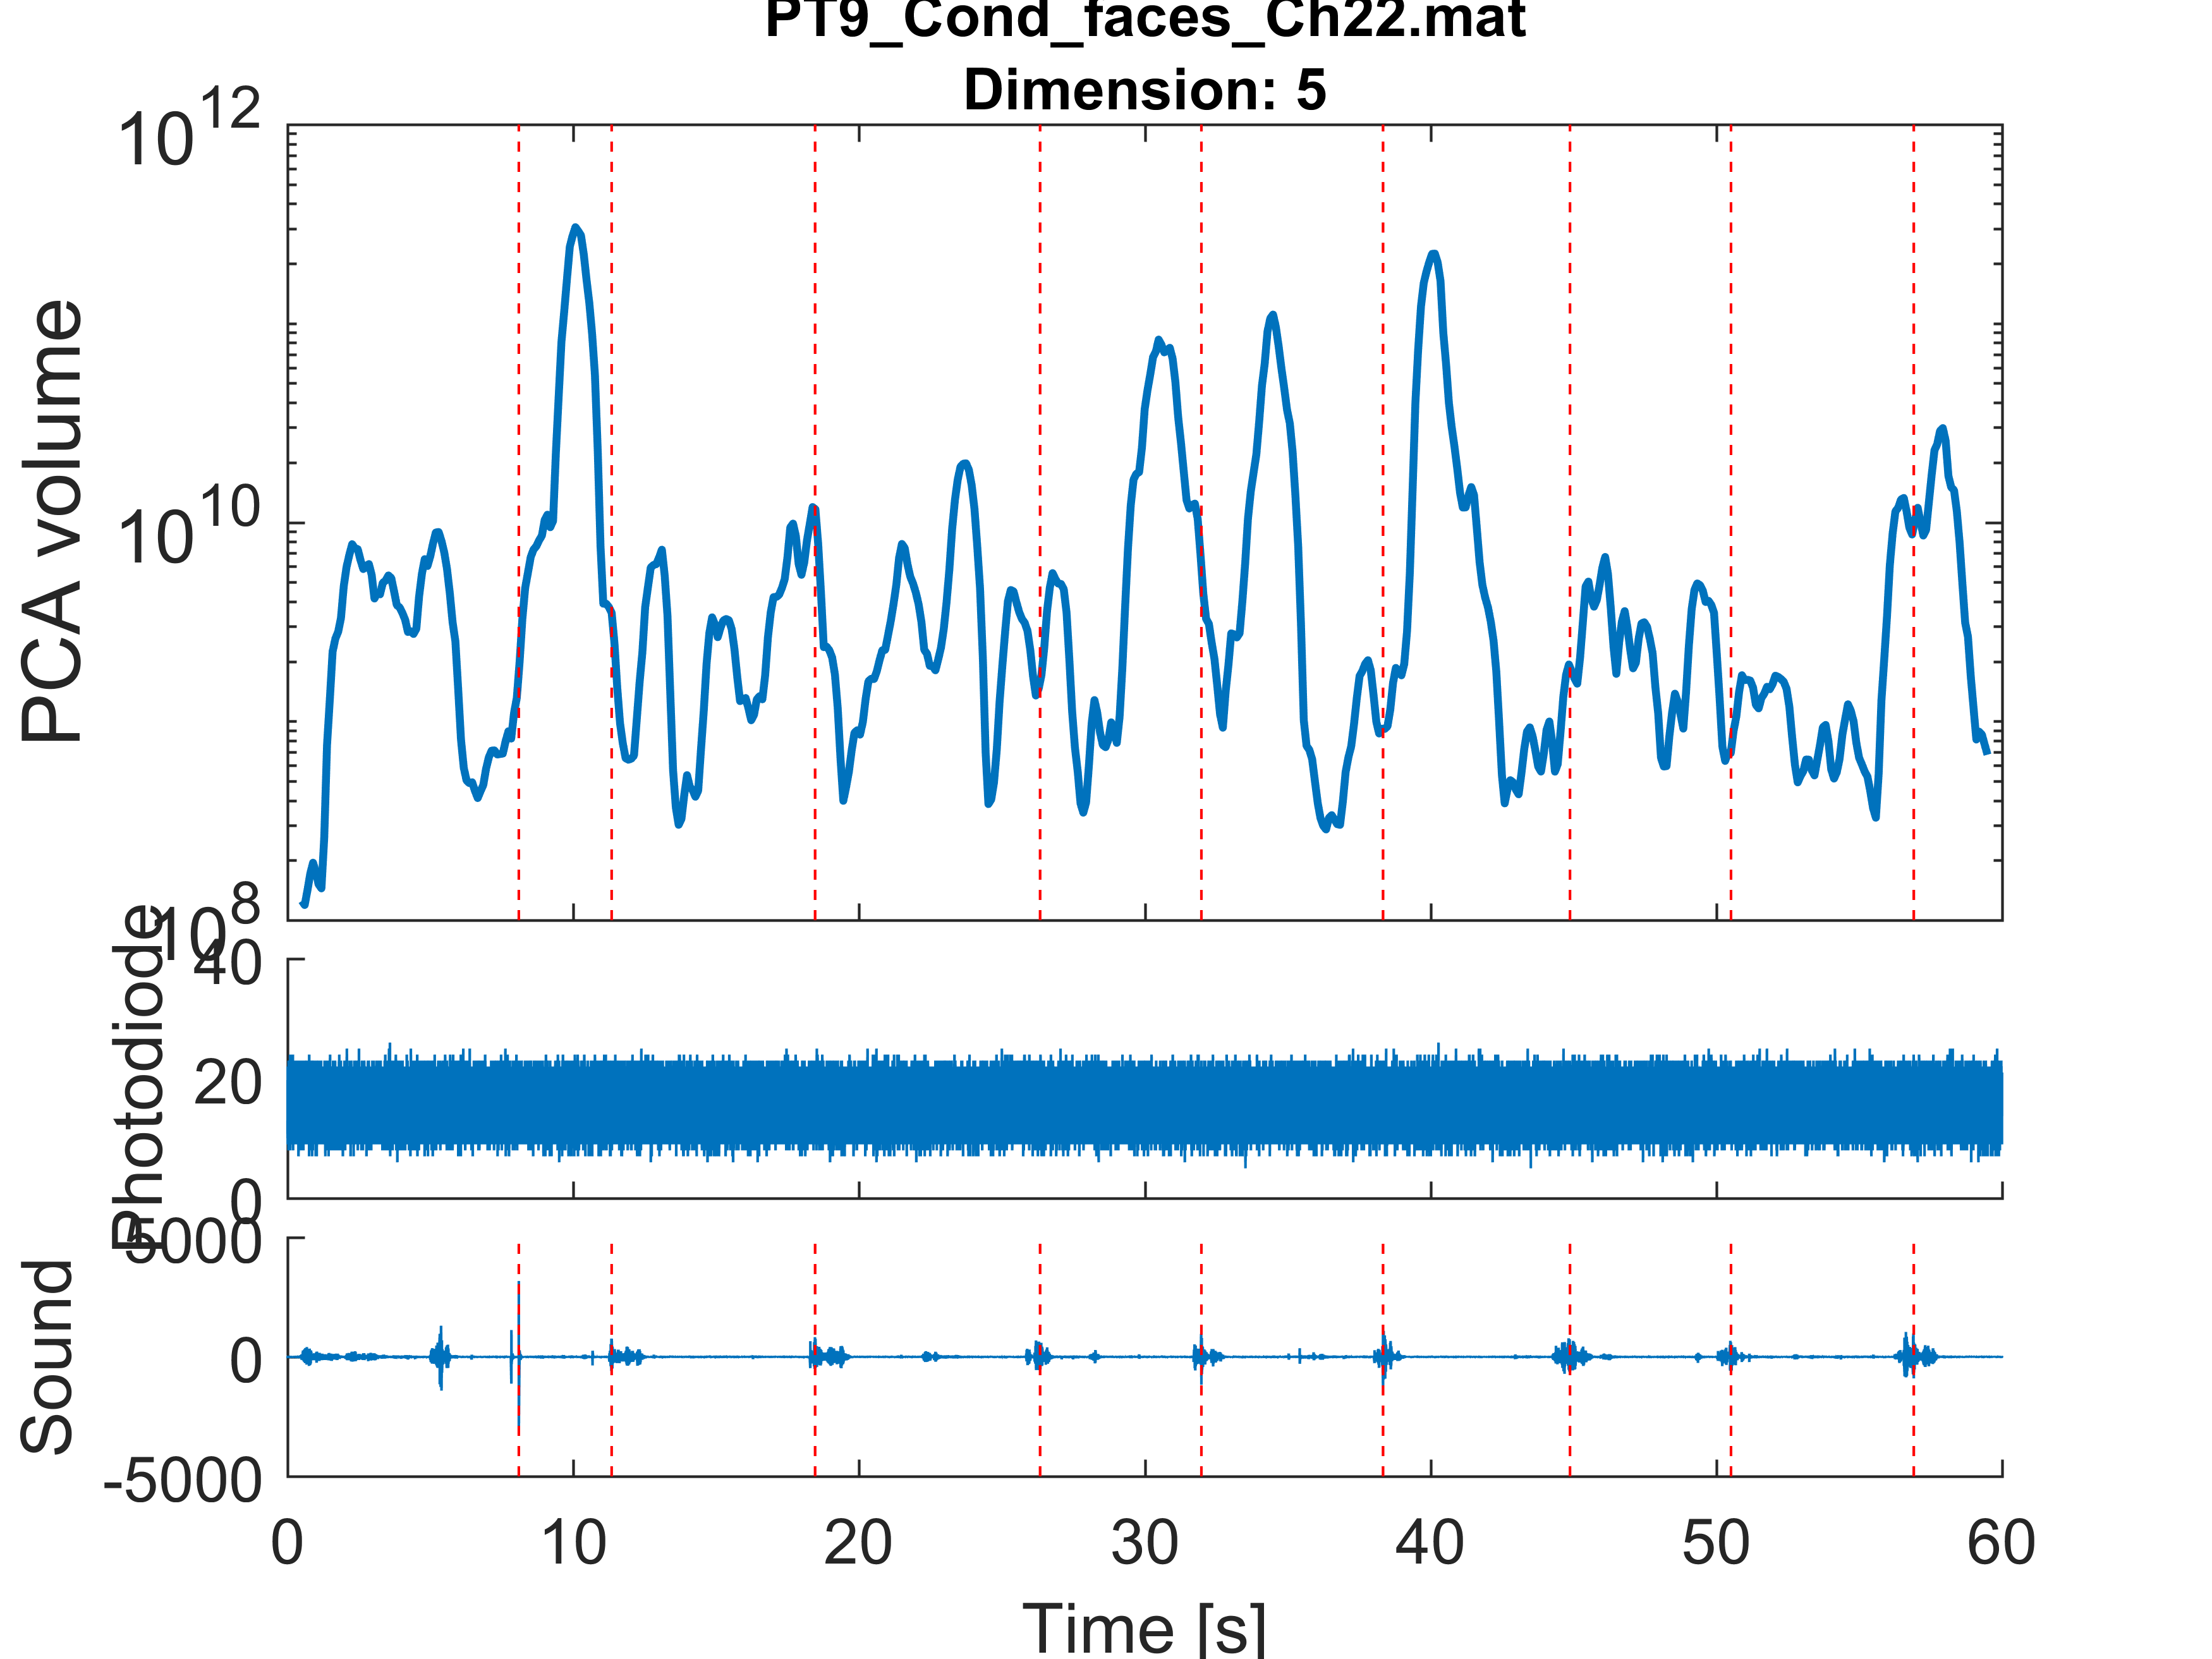 PT9_Cond_faces_Ch22.mat
Dimension: 5
PCA volume
10^12
10^10
10^8
Photodiode
40
20
0
Sound
5000
0
-5000
0 10 20 30 40 50 60
Time [s]